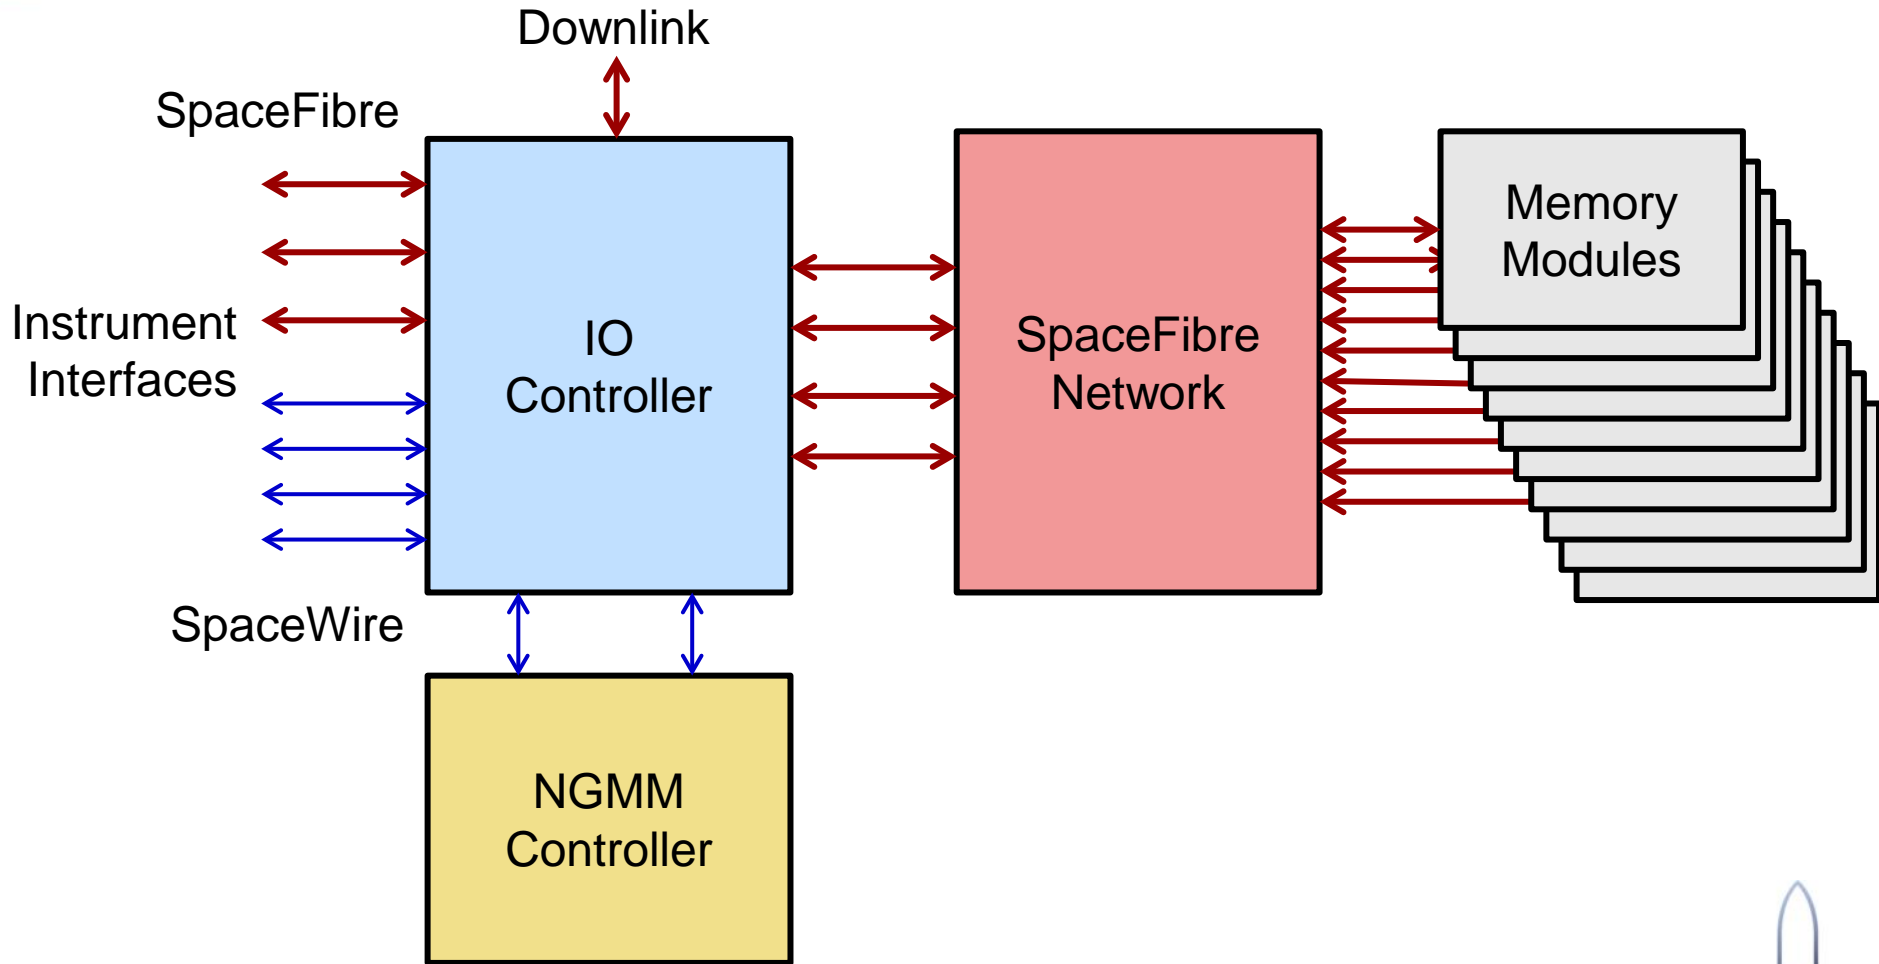 Downlink
SpaceFibre
Instrument
Interfaces
IO
Controller
SpaceFibre
Network
Memory
Modules
SpaceWire
NGMM
Controller